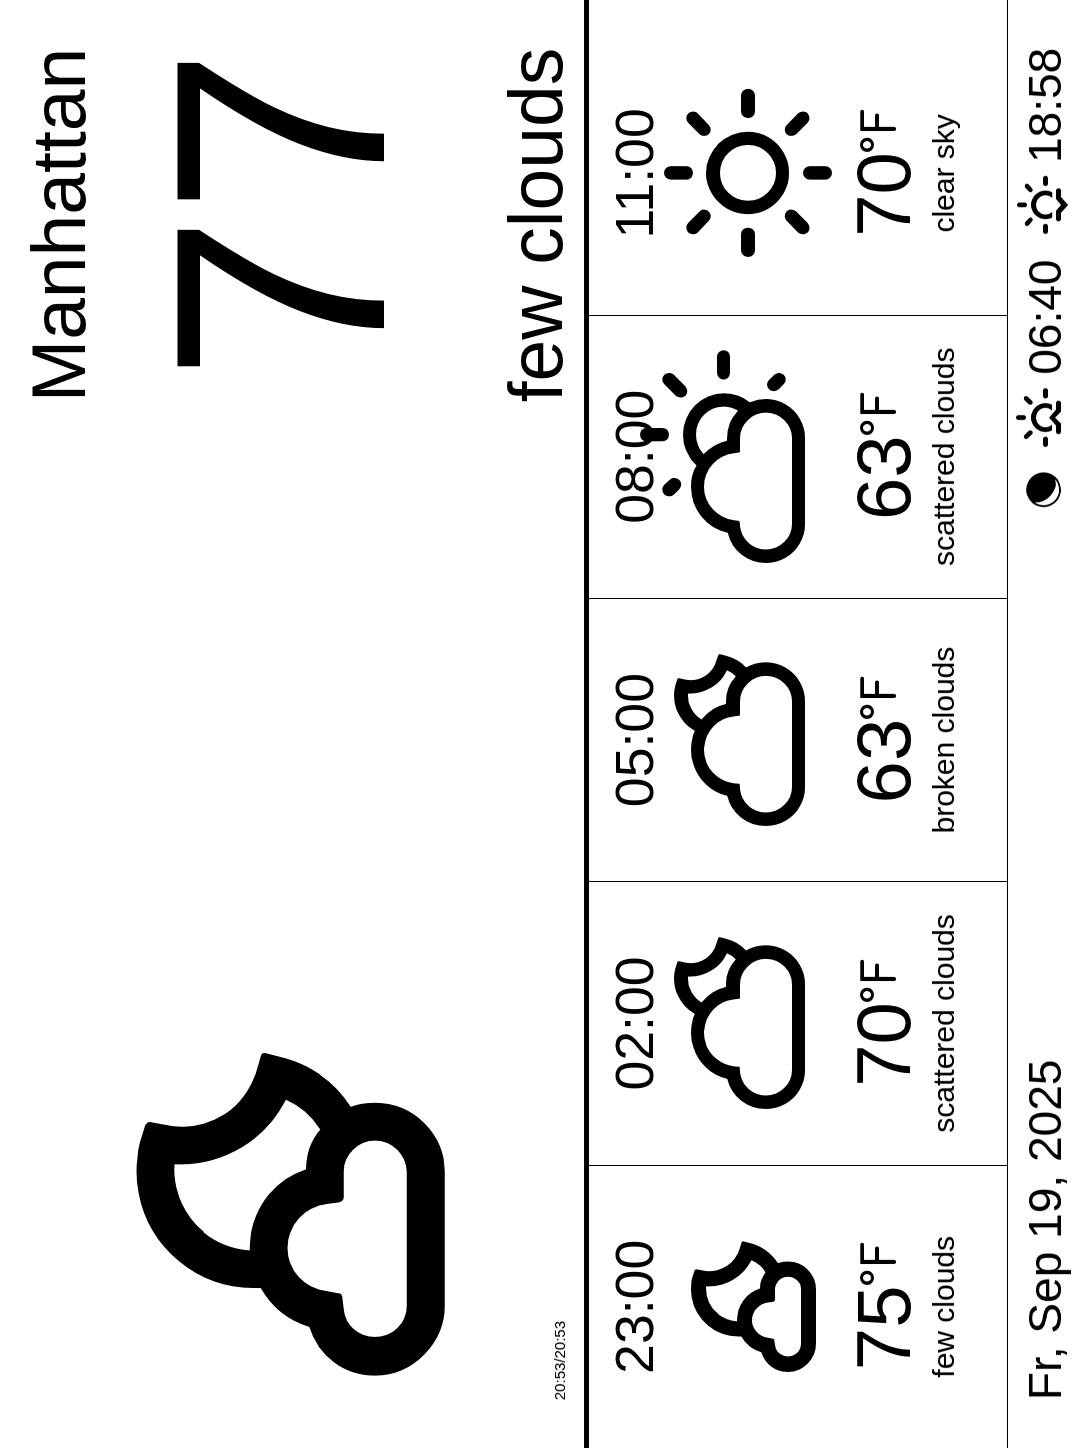 Manhattan
77
few clouds
20:53/20:53
23:00
75°F
few clouds
02:00
70°F
scattered clouds
05:00
63°F
broken clouds
08:00
63°F
scattered clouds
11:00
70°F
clear sky
Fr, Sep 19, 2025
06:40 18:58